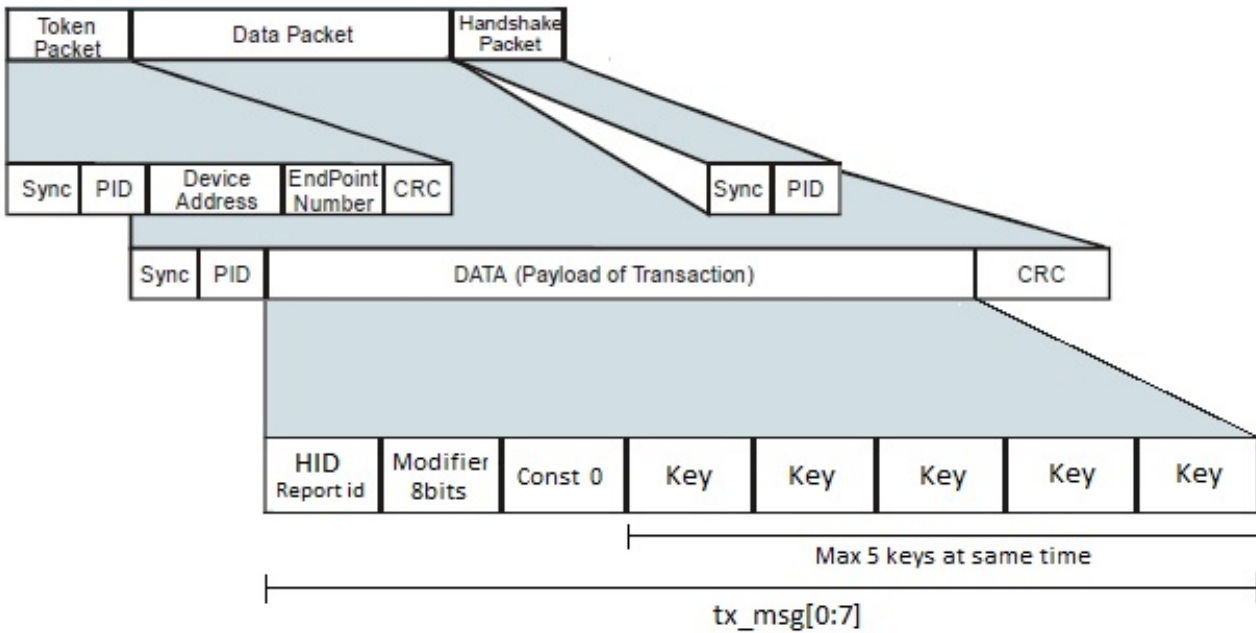 Token
Packet
Data Packet
Handshake
Packet
Sync
PID
Device
Address
EndPoint
Number
CRC
Sync
PID
Sync
PID
DATA (Payload of Transaction)
CRC
HID
Report id
Modifier
8bits
Const 0
Key
Key
Key
Key
Key
Max 5 keys at same time
tx_msg[0:7]